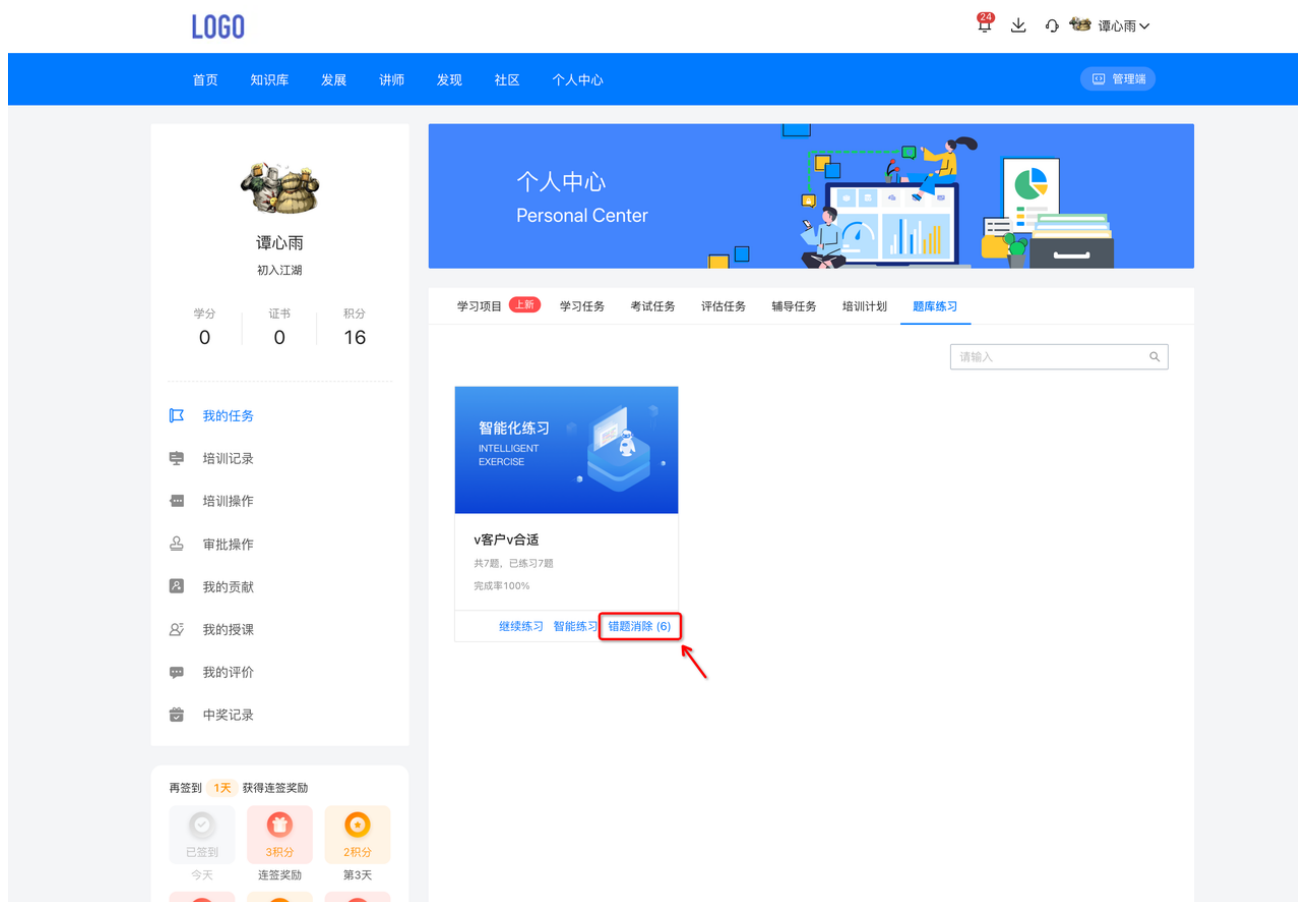 LOGO
24
谭心雨
首页 知识库 发展 讲师 发现 社区 个人中心 管理端
谭心雨
初入江湖
学分 证书 积分
0 0 16
我的任务
培训记录
培训操作
审批操作
我的贡献
我的授课
我的评价
中奖记录
再签到 1天 获得连签奖励
已签到 3积分 2积分
今天 连签奖励 第3天
个人中心
Personal Center
学习项目 上新 学习任务 考试任务 评估任务 辅导任务 培训计划 题库练习
请输入
智能化练习
INTELLIGENT
EXERCISE
v客户v合适
共7题，已练习7题
完成率100%
继续练习 智能练习 错题消除 (6)